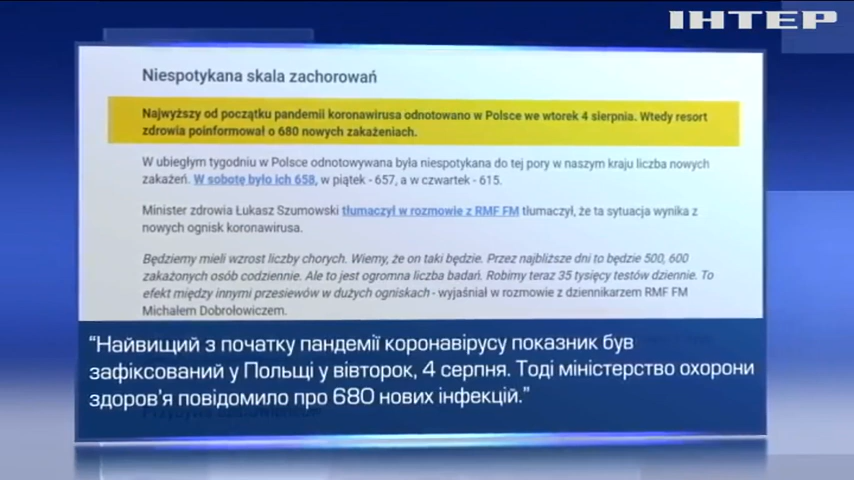 ІНТЕР
Niespotykana skala zachorowań
Najwyższy od początku pandemii koronawirusa odnotowano w Polsce we wtorek 4 sierpnia. Wtedy resort
zdrowia poinformował o 680 nowych zakażeniach.
W ubiegłym tygodniu w Polsce odnotowywana była niespotykana do tej pory w naszym kraju liczba nowych
zakażeń. W sobotę było ich 658, w piątek - 657, a w czwartek - 615.
Minister zdrowia Łukasz Szumowski tłumaczył w rozmowie z RMF FM tłumaczył, że ta sytuacja wynika z
nowych ognisk koronawirusa.
Będziemy mieli wzrost liczby chorych. Wiemy, że on taki będzie. Przez najbliższe dni to będzie 500, 600
zakażonych osób codziennie. Ale to jest ogromna liczba badań. Robimy teraz 35 tysięcy testów dziennie. To
efekt między innymi przesiewów w dużych ogniskach - wyjaśniał w rozmowie z dziennikarzem RMF FM
Michałem Dobrołowiczem.
"Найвищий з початку пандемії коронавірусу показник був
зафіксований у Польщі у вівторок, 4 серпня. Тоді міністерство охорони
здоров'я повідомило про 680 нових інфекцій."